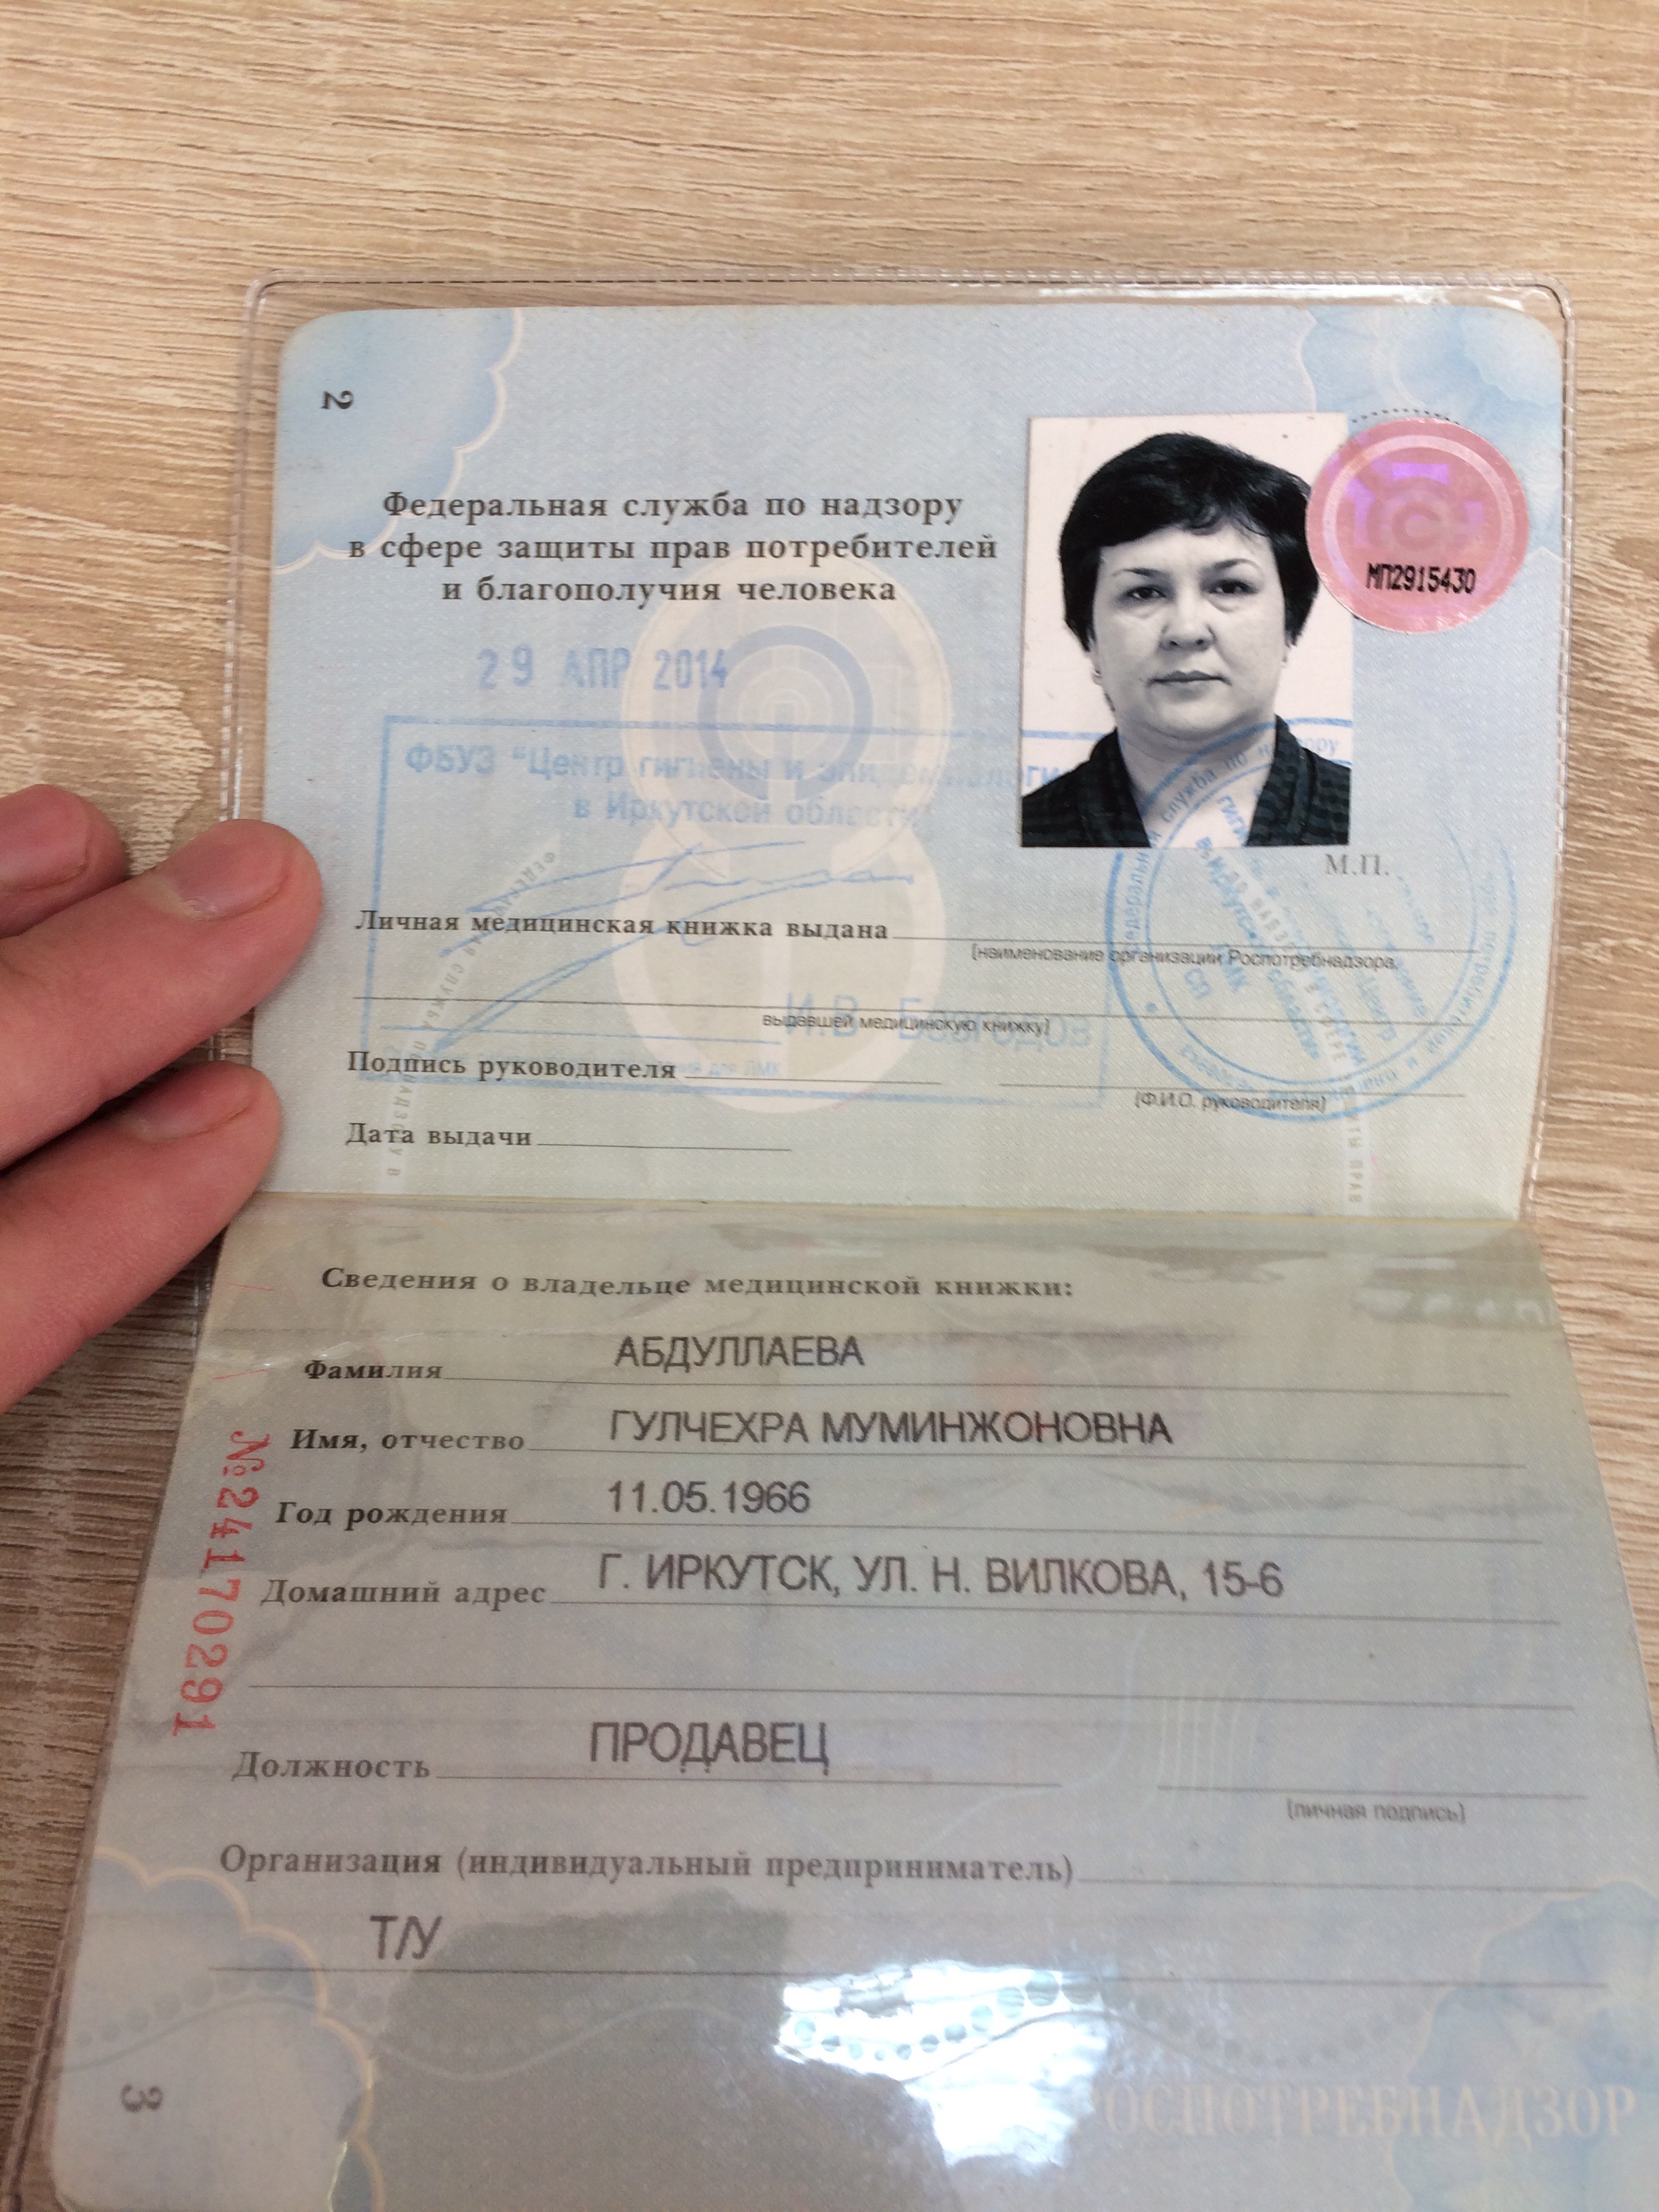 2
Федеральная служба по надзору
в сфере защиты прав потребителей
и благополучия человека
МП2915430
29 АПР 2014
ФБУЗ "Центр гигиены и эпидемиологии
в Иркутской области"
М.П.
Личная медицинская книжка выдана
(наименование организации Роспотребнадзора,
выдавшей медицинскую книжку)
И.В. Безгодов
Подпись руководителя
(Ф.И.О. руководителя)
Дата выдачи
Сведения о владельце медицинской книжки:
Фамилия АБДУЛЛАЕВА
Имя, отчество ГУЛЧЕХРА МУМИНЖОНОВНА
Год рождения 11.05.1966
Домашний адрес Г. ИРКУТСК, УЛ. Н. ВИЛКОВА, 15-6
№24170291
Должность ПРОДАВЕЦ
(личная подпись)
Организация (индивидуальный предприниматель)
Т/У
3
РОСПОТРЕБНАДЗОР